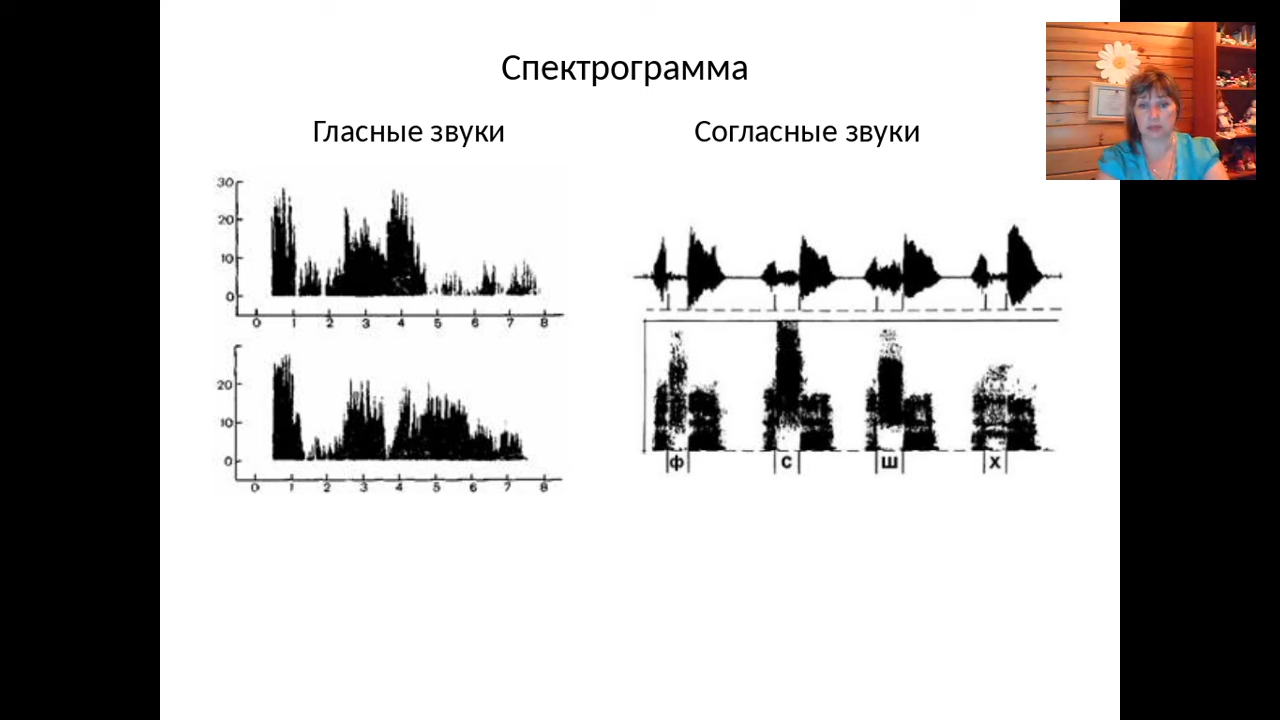 Спектрограмма
Гласные звуки
Согласные звуки
30
20
10
0
0 1 2 3 4 5 6 7 8
20
10
0
0 1 2 3 4 5 6 7 8
ф с ш х